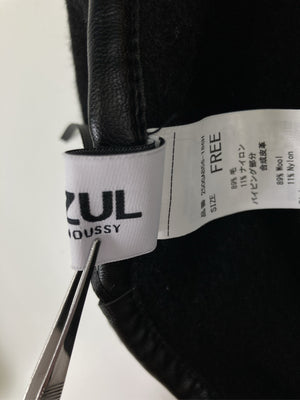 ZUL
MOUSSY
SIZE
FREE
89% 毛
11% ナイロン
パイピング部分
合成皮革
89% Wool
11% Nylon